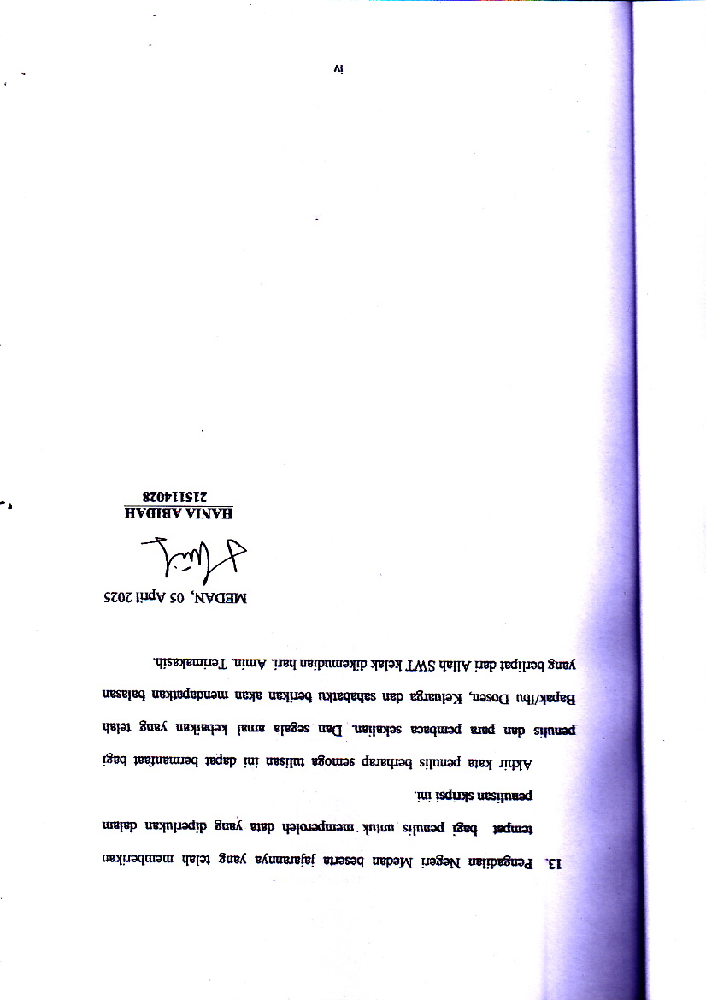 13. Pengadilan Negeri Medan beserta jajarannya yang telah memberikan
tempat bagi penulis untuk memperoleh data yang diperlukan dalam
penulisan skripsi ini.
Akhir kata penulis berharap semoga tulisan ini dapat bermanfaat bagi
penulis dan para pembaca sekalian. Dan segala amal kebaikan yang telah
Bapak/Ibu Dosen, Keluarga dan sahabatku berikan akan mendapatkan balasan
yang berlipat dari Allah SWT kelak dikemudian hari. Amin. Terimakasih.
MEDAN, 05 April 2025
HANIA ABIDAH
215114028
iv